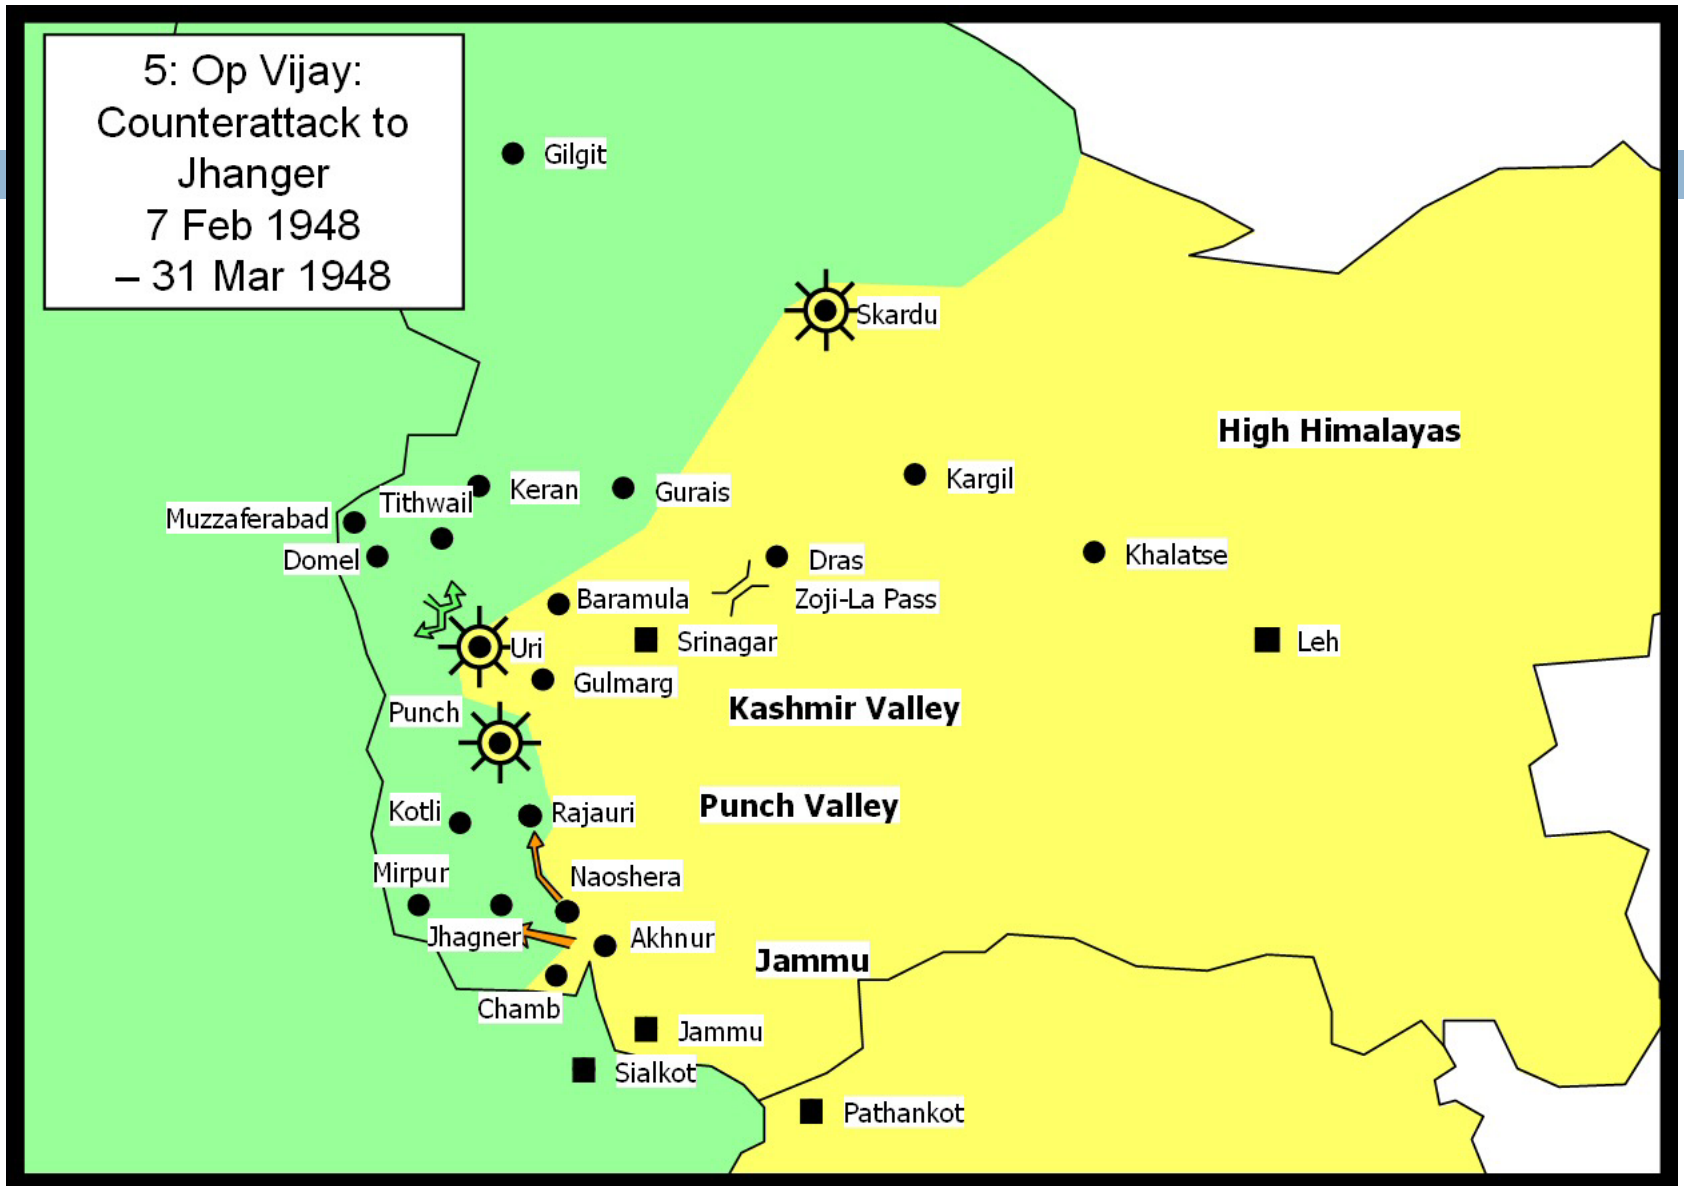 5: Op Vijay:
Counterattack to
Jhanger
7 Feb 1948
– 31 Mar 1948
Gilgit
Skardu
High Himalayas
Kargil
Keran
Gurais
Tithwail
Muzzaferabad
Domel
Dras
Khalatse
Baramula
Zoji-La Pass
Srinagar
Leh
Uri
Gulmarg
Punch
Kashmir Valley
Punch Valley
Kotli
Rajauri
Mirpur
Naoshera
Jhagner
Akhnur
Jammu
Chamb
Jammu
Sialkot
Pathankot